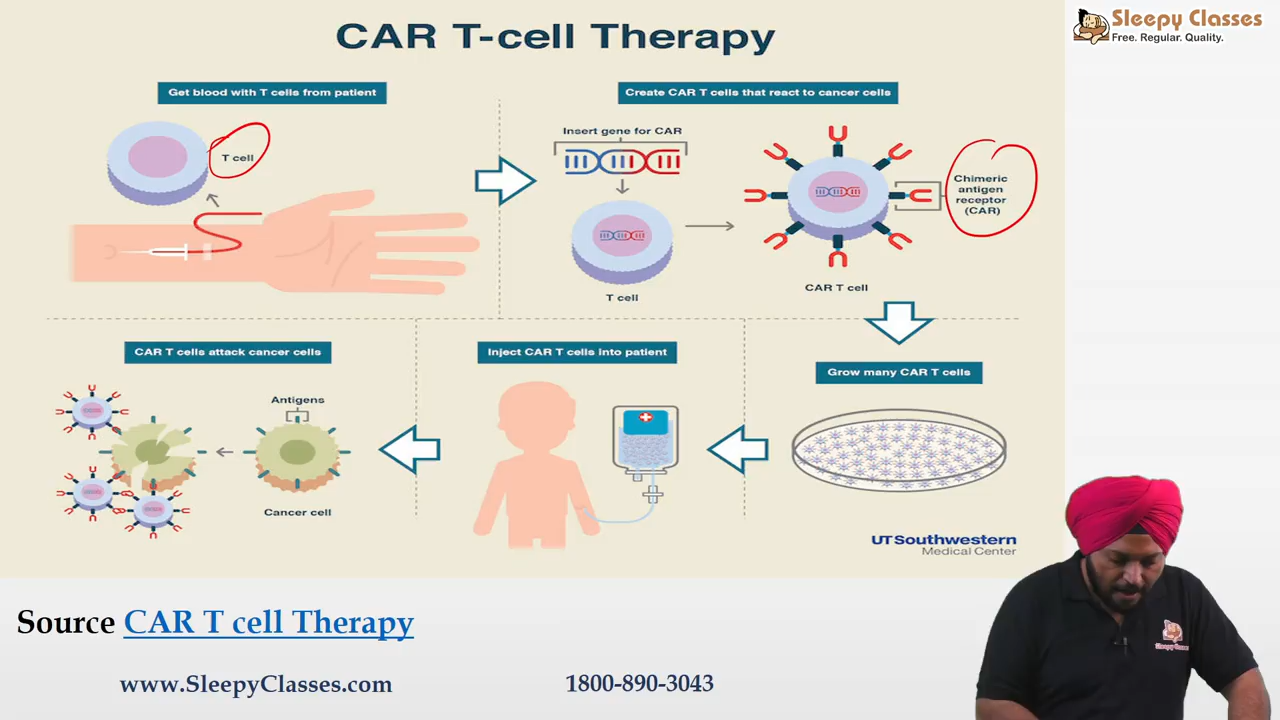 Sleepy Classes
Free. Regular. Quality.
CAR T-cell Therapy
Get blood with T cells from patient
T cell
Create CAR T cells that react to cancer cells
Insert gene for CAR
T cell
CAR T cell
Chimeric
antigen
receptor
(CAR)
Grow many CAR T cells
Inject CAR T cells into patient
CAR T cells attack cancer cells
Antigens
Cancer cell
UTSouthwestern
Medical Center
Source CAR T cell Therapy
www.SleepyClasses.com
1800-890-3043
Sleepy Classes